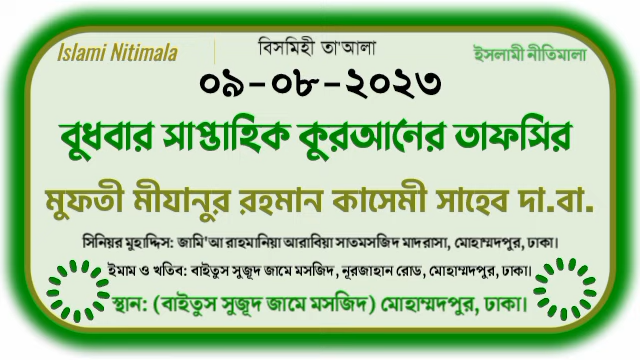 Islami Nitimala
বিসমিহী তা'আলা
ইসলামী নীতিমালা
০৯-০৮-২০২৩
বুধবার সাপ্তাহিক কুরআনের তাফসির
মুফতী মীযানুর রহমান কাসেমী সাহেব দা.বা.
সিনিয়র মুহাদ্দিস: জামি'আ রাহমানিয়া আরাবিয়া সাতমসজিদ মাদরাসা, মোহাম্মদপুর, ঢাকা।
ইমাম ও খতিব: বাইতুস সুজূদ জামে মসজিদ, নূরজাহান রোড, মোহাম্মদপুর, ঢাকা।
স্থান: (বাইতুস সুজূদ জামে মসজিদ) মোহাম্মদপুর, ঢাকা।